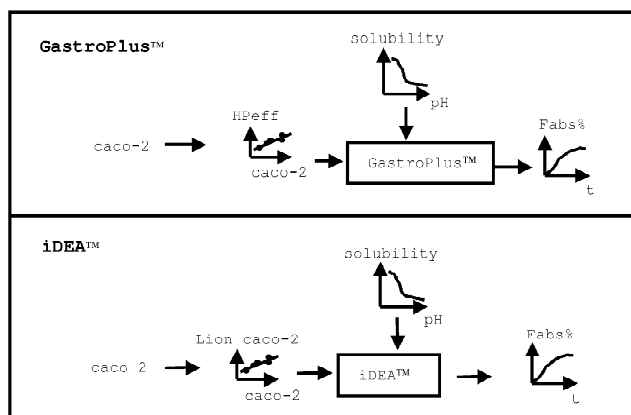 GastroPlus™
solubility
pH
HPeff
Fabs%
caco-2
caco-2
GastroPlus™
t
iDEA™
solubility
pH
Lion caco-2
Fabs%
caco 2
caco-2
iDEA™
t